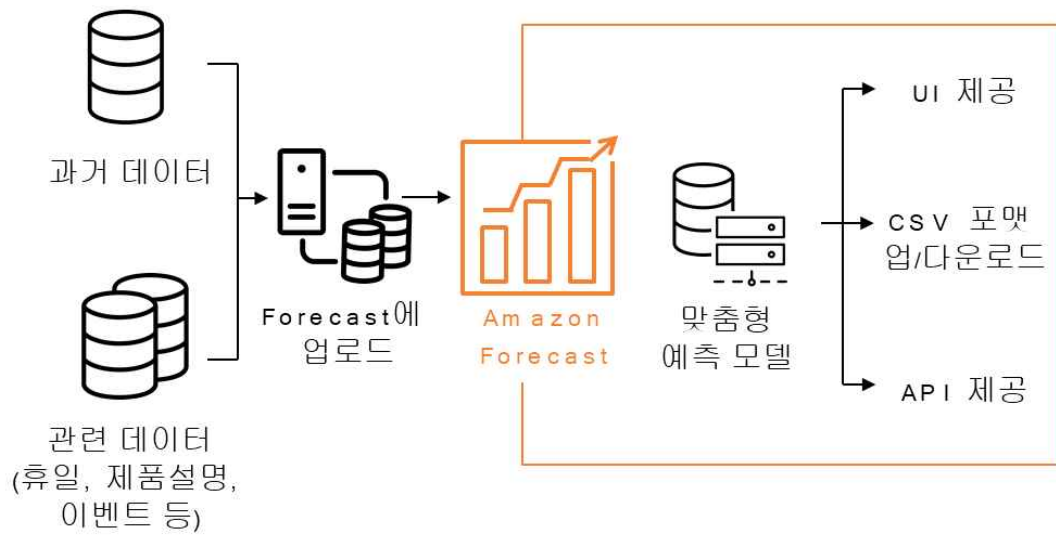 과거 데이터
관련 데이터
(휴일, 제품설명,
이벤트 등)
Forecast에
업로드
Amazon
Forecast
맞춤형
예측 모델
UI 제공
CSV 포맷
업/다운로드
API 제공